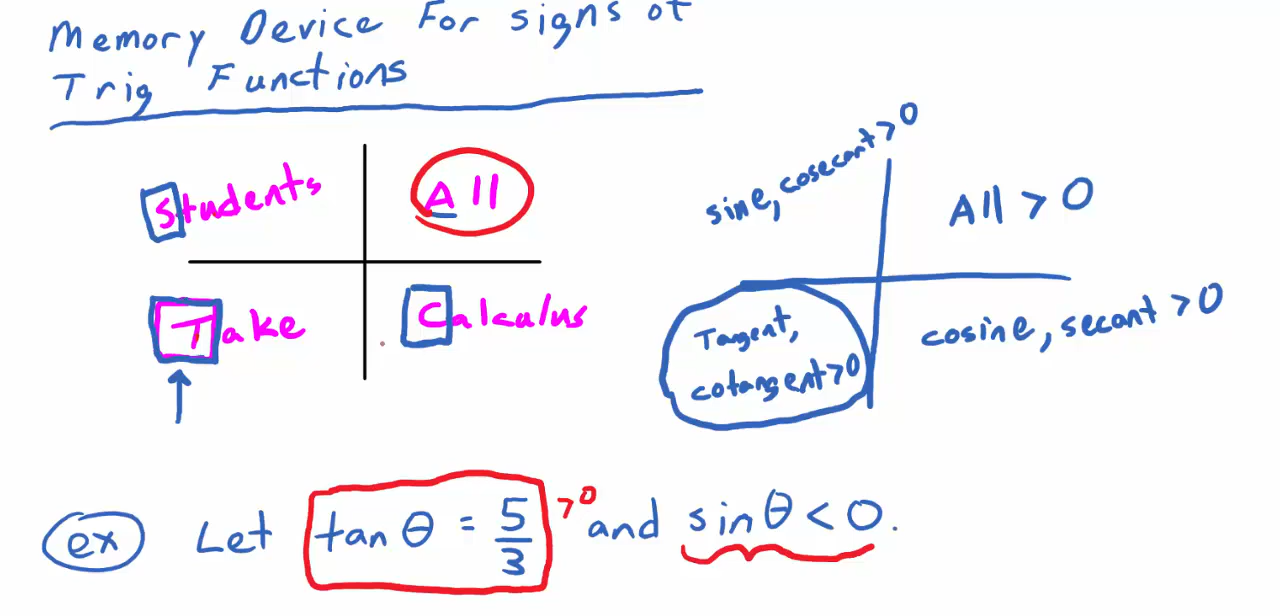 Memory Device For signs of
Trig Functions
Students All
Take Calculus
sine, cosecant > 0
All > 0
Tangent,
cotangent > 0
cosine, secant > 0
ex Let tan θ = 5/3 > 0 and sin θ < 0.